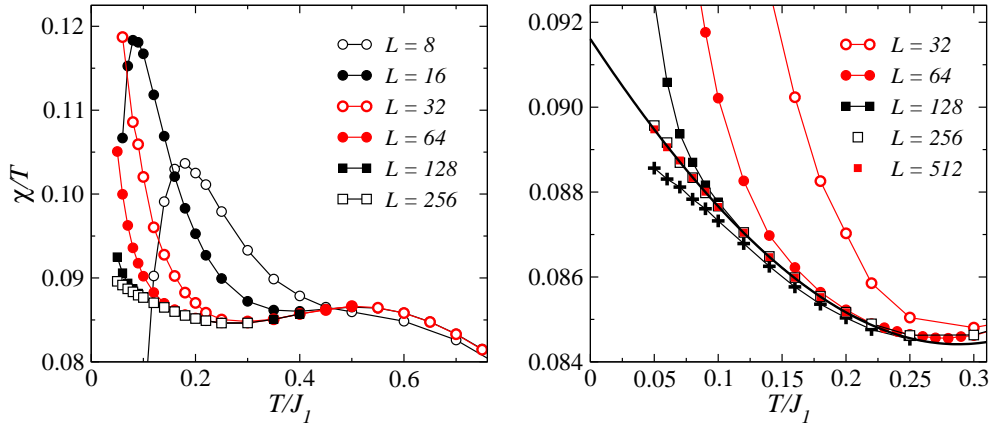 0.12
0.11
0.10
0.09
0.08
χ/T
0
0.2
0.4
0.6
T/J₁
L = 8
L = 16
L = 32
L = 64
L = 128
L = 256
0.092
0.090
0.088
0.086
0.084
0
0.05
0.10
0.15
0.20
0.25
0.3
T/J₁
L = 32
L = 64
L = 128
L = 256
L = 512